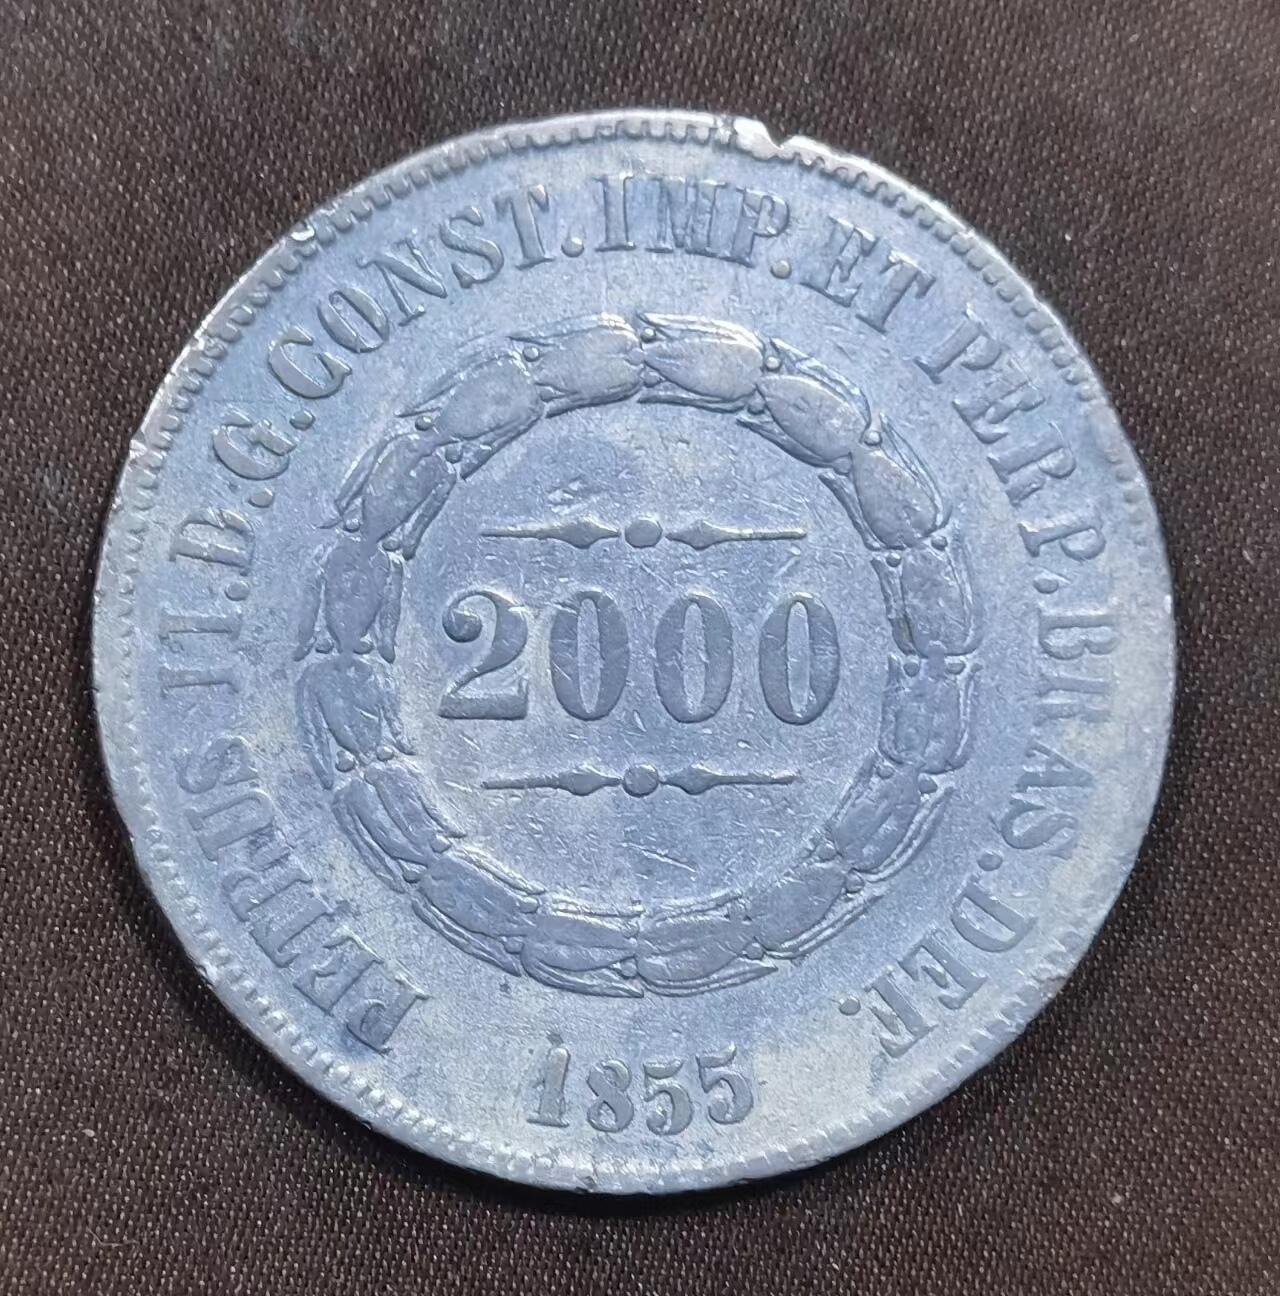 PETRUS II.D.G.CONST.IMP.ET PERP.BRAS.DEF.
2000
1855